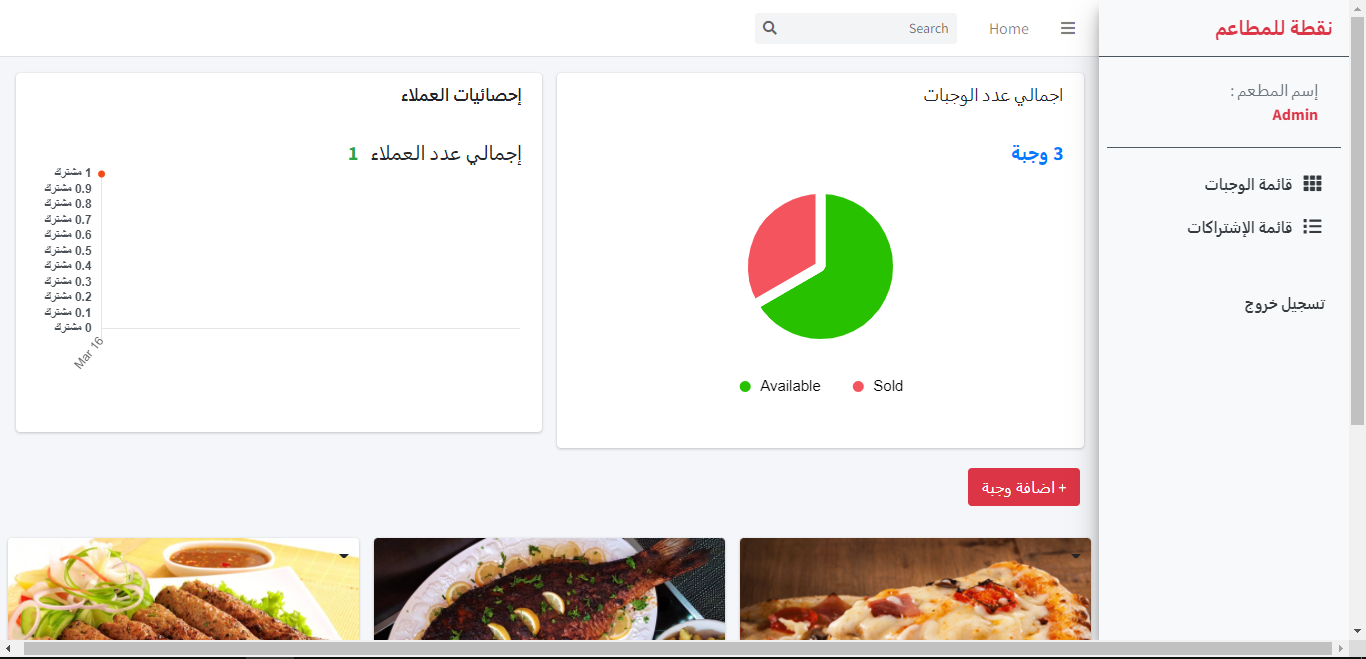 نقطة للمطاعم
إسم المطعم :
Admin
قائمة الوجبات
قائمة الإشتراكات
تسجيل خروج
Home
Search
اجمالي عدد الوجبات
3 وجبة
Available
Sold
إحصائيات العملاء
إجمالي عدد العملاء 1
1 مشترك
0.9 مشترك
0.8 مشترك
0.7 مشترك
0.6 مشترك
0.5 مشترك
0.4 مشترك
0.3 مشترك
0.2 مشترك
0.1 مشترك
0 مشترك
Mar 16
+ اضافة وجبة